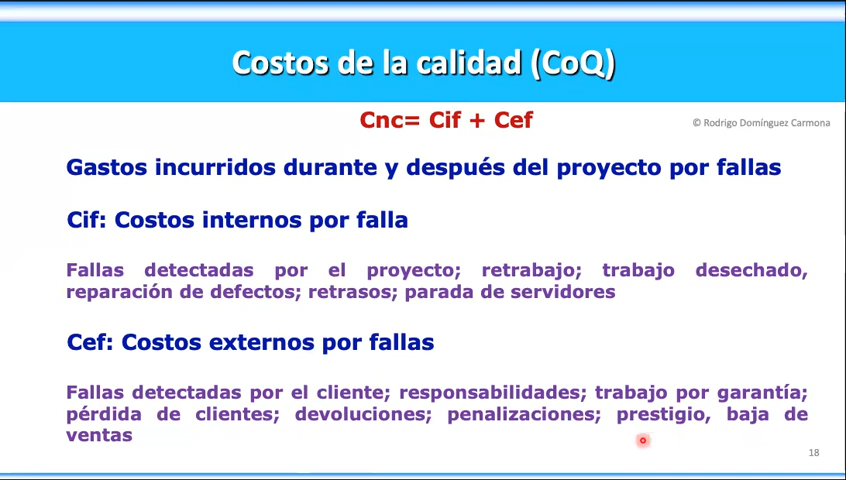 Costos de la calidad (CoQ)
Cnc= Cif + Cef
© Rodrigo Domínguez Carmona
Gastos incurridos durante y después del proyecto por fallas
Cif: Costos internos por falla
Fallas detectadas por el proyecto; retrabajo; trabajo desechado,
reparación de defectos; retrasos; parada de servidores
Cef: Costos externos por fallas
Fallas detectadas por el cliente; responsabilidades; trabajo por garantía;
pérdida de clientes; devoluciones; penalizaciones; prestigio, baja de
ventas
18